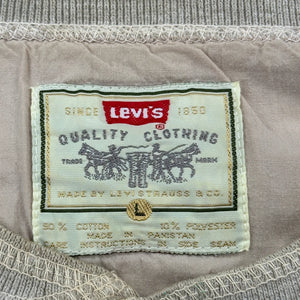 SINCE Levi's 1850
QUALITY CLOTHING
TRADE MARK
MADE BY LEVI STRAUSS & CO.
L
COTTON 10% POLYESTER
MADE IN PAKISTAN
CARE INSTRUCTIONS IN SIDE SEAM